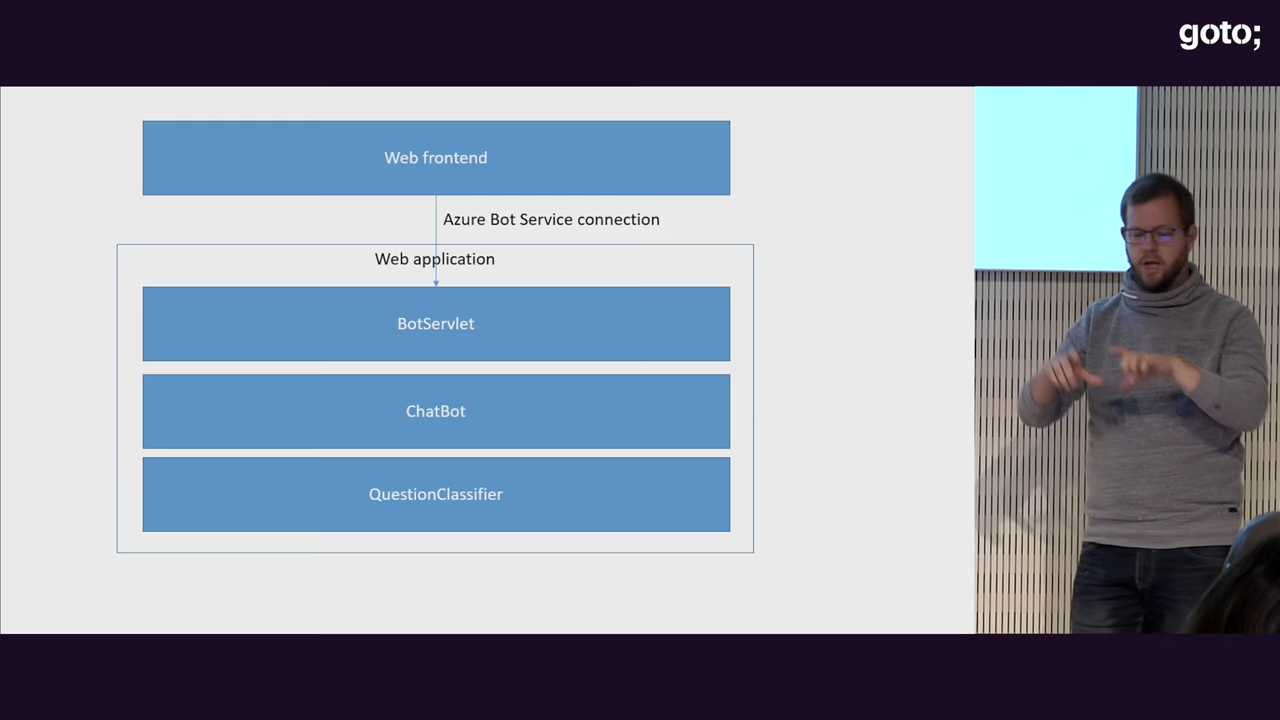 goto;
Web frontend
Azure Bot Service connection
Web application
BotServlet
ChatBot
QuestionClassifier